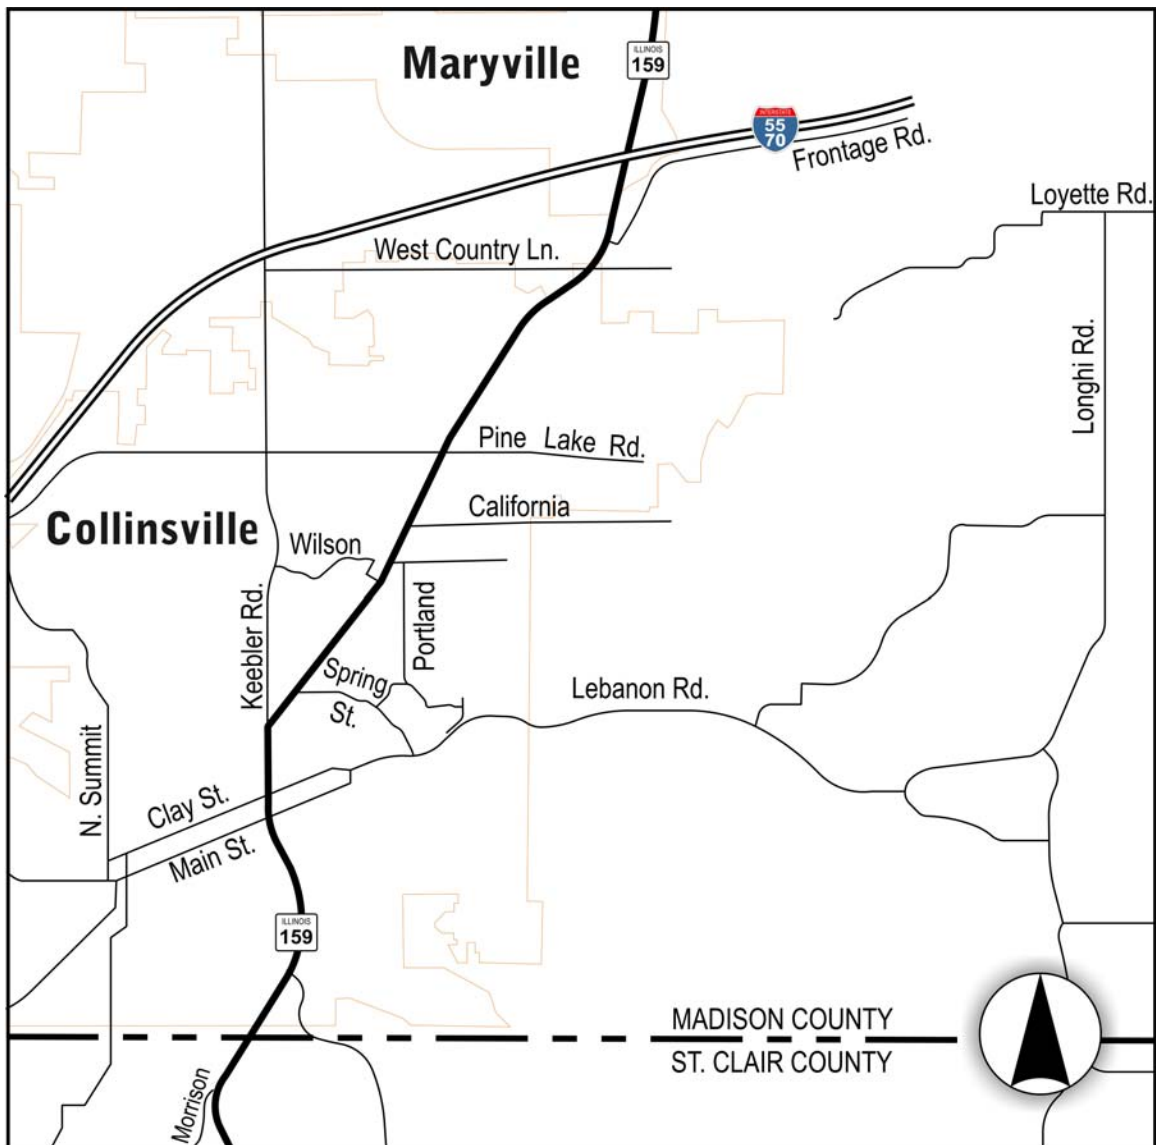 Maryville
ILLINOIS
159
INTERSTATE
55
70
Frontage Rd.
Loyette Rd.
West Country Ln.
Longhi Rd.
Pine Lake Rd.
California
Collinsville
Wilson
Keebler Rd.
Portland
Spring
St.
Lebanon Rd.
N. Summit
Clay St.
Main St.
ILLINOIS
159
MADISON COUNTY
ST. CLAIR COUNTY
Morrison